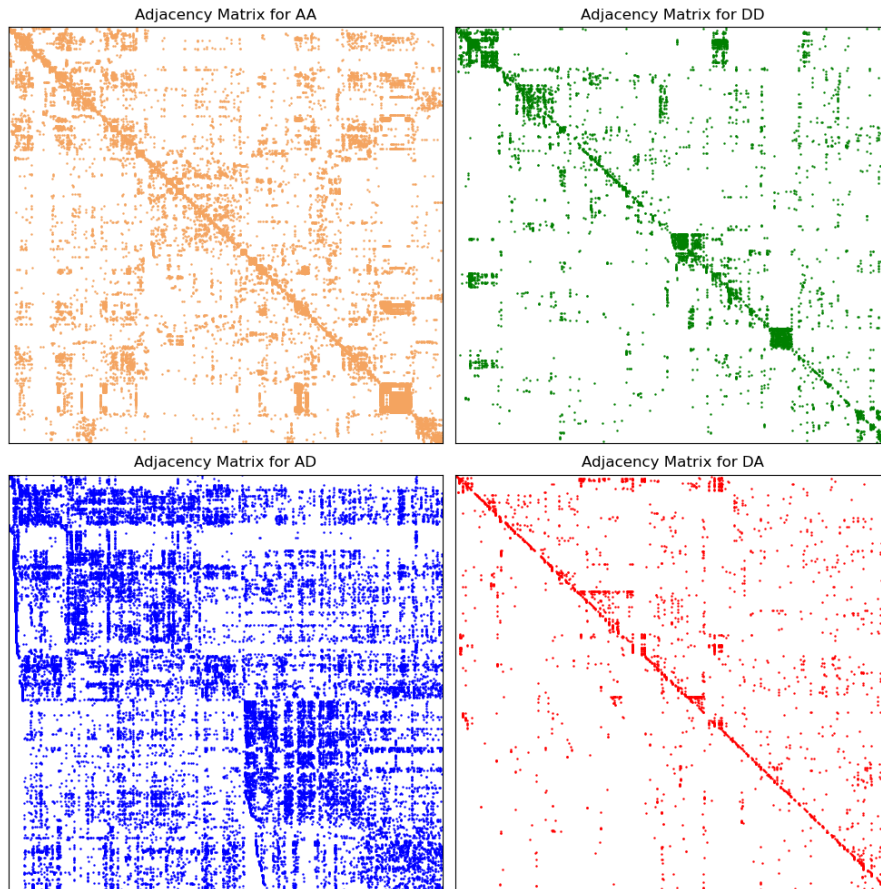 Adjacency Matrix for AA
Adjacency Matrix for DD
Adjacency Matrix for AD
Adjacency Matrix for DA